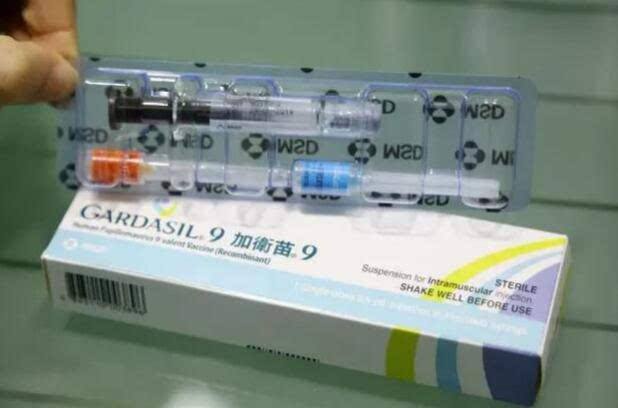 MSD
MSD
MSD
MSD
GARDASIL® 9 加衛苗® 9
Human Papillomavirus 9-valent Vaccine (Recombinant)
MSD
Suspension for Intramuscular injection
STERILE
SHAKE WELL BEFORE USE